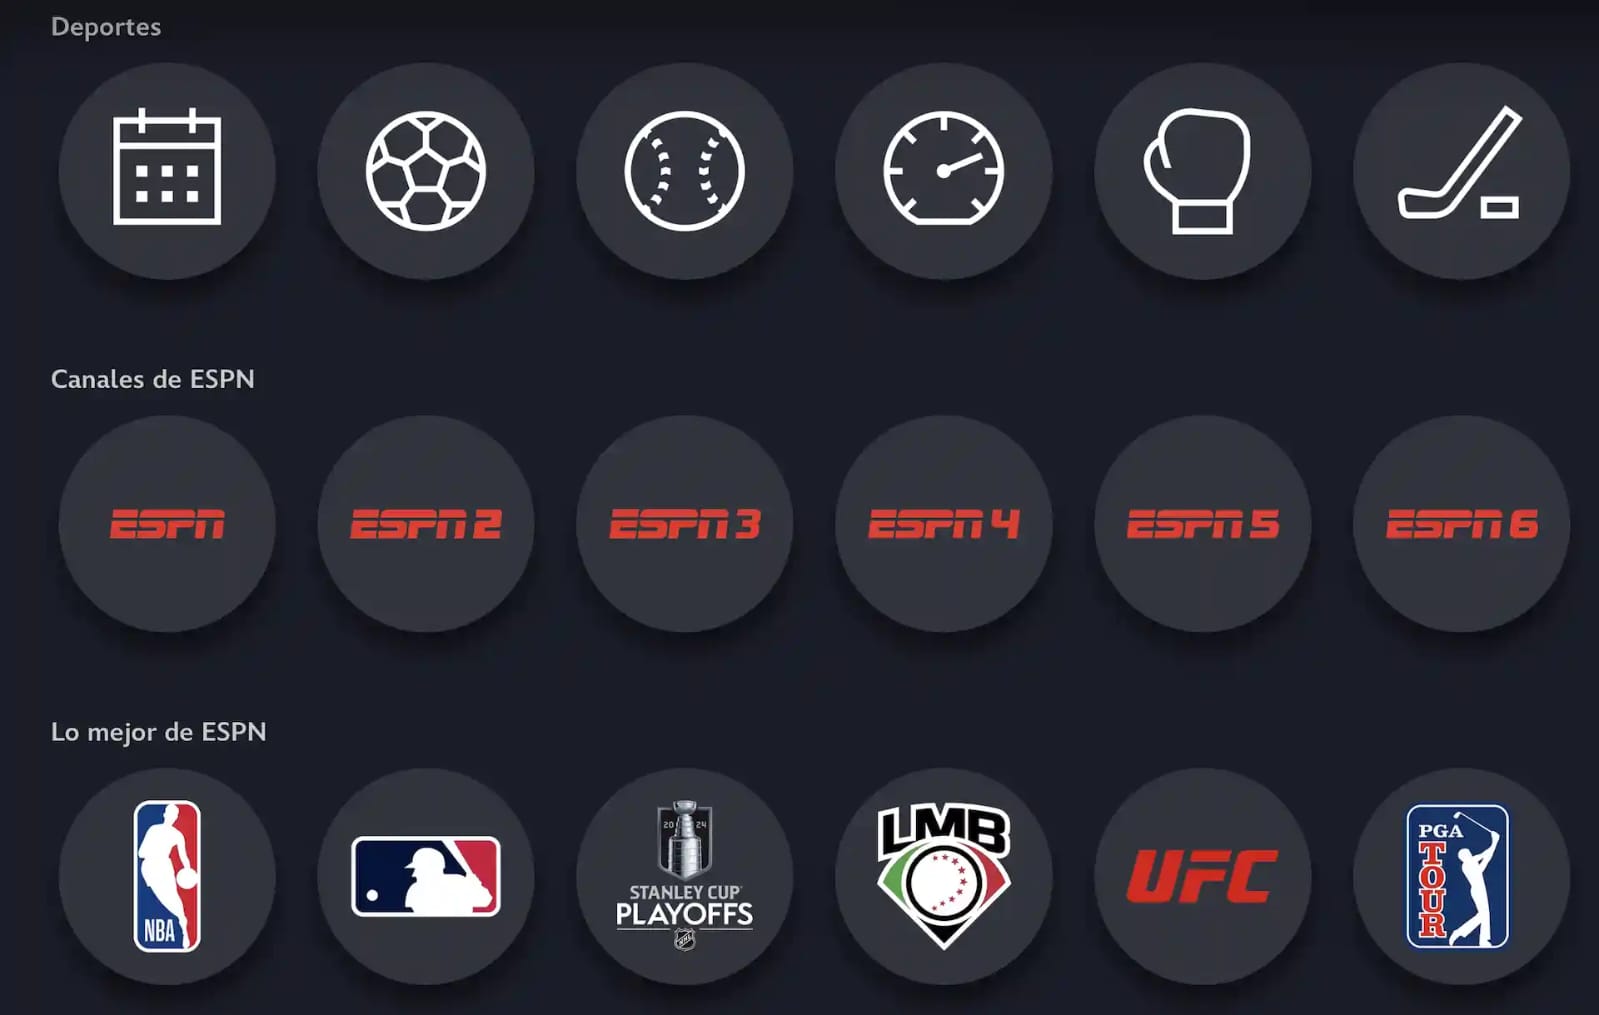 Deportes
Canales de ESPN
ESPN
ESPN 2
ESPN 3
ESPN 4
ESPN 5
ESPN 6
Lo mejor de ESPN
NBA
20 24
STANLEY CUP
PLAYOFFS
NHL
LMB
UFC
PGA
TOUR